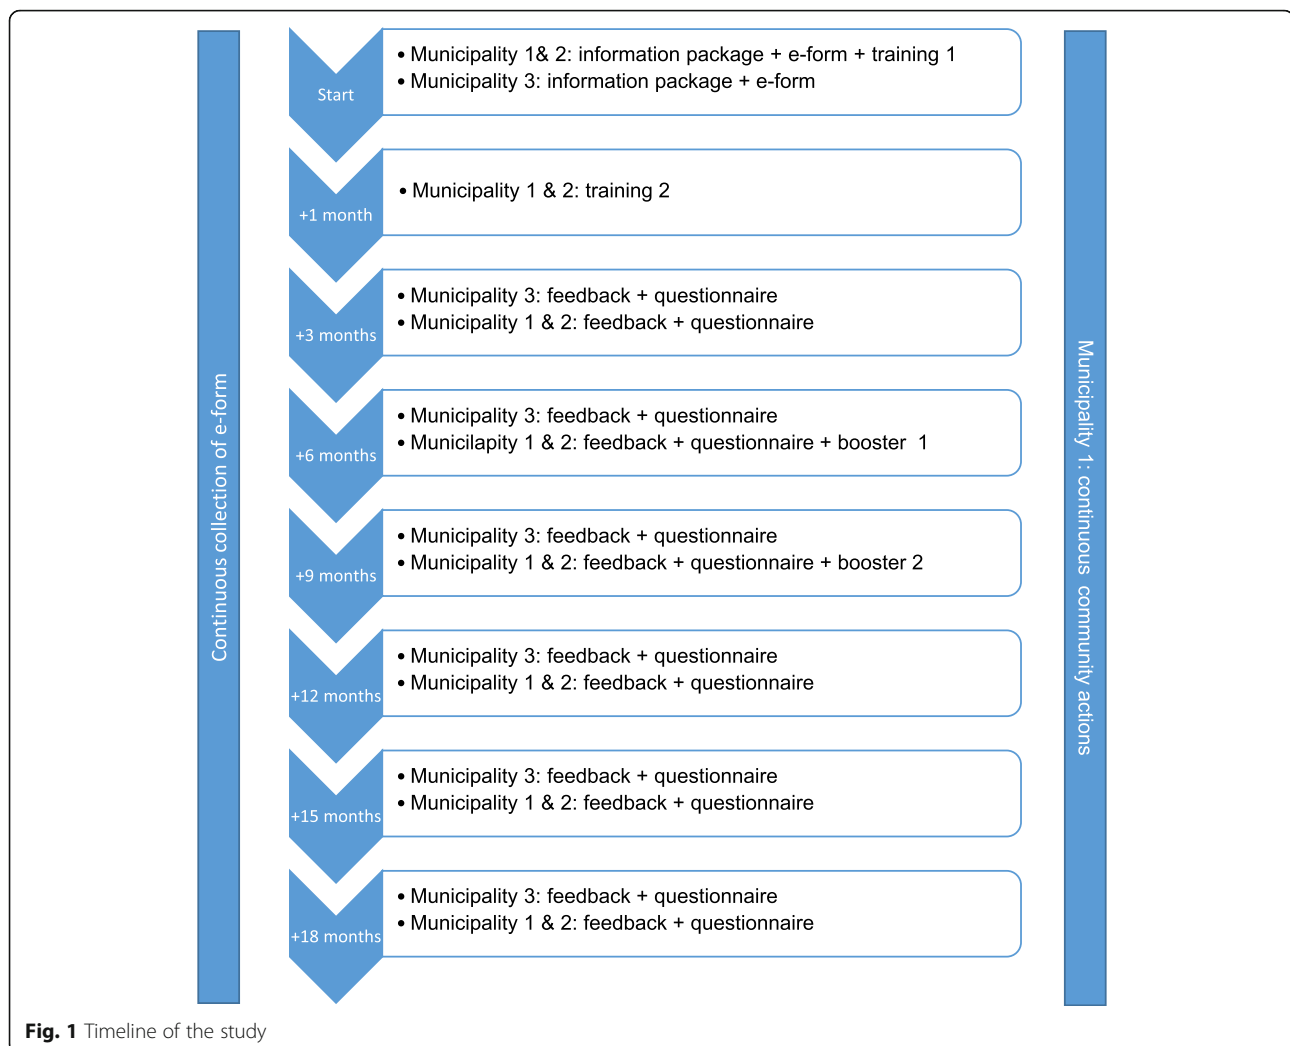 Continuous collection of e-form
Start
• Municipality 1& 2: information package + e-form + training 1
• Municipality 3: information package + e-form
+1 month
• Municipality 1 & 2: training 2
+3 months
• Municipality 3: feedback + questionnaire
• Municipality 1 & 2: feedback + questionnaire
+6 months
• Municipality 3: feedback + questionnaire
• Municilapity 1 & 2: feedback + questionnaire + booster 1
+9 months
• Municipality 3: feedback + questionnaire
• Municipality 1 & 2: feedback + questionnaire + booster 2
+12 months
• Municipality 3: feedback + questionnaire
• Municipality 1 & 2: feedback + questionnaire
+15 months
• Municipality 3: feedback + questionnaire
• Municipality 1 & 2: feedback + questionnaire
+18 months
• Municipality 3: feedback + questionnaire
• Municipality 1 & 2: feedback + questionnaire
Municipality 1: continuous community actions
Fig. 1 Timeline of the study